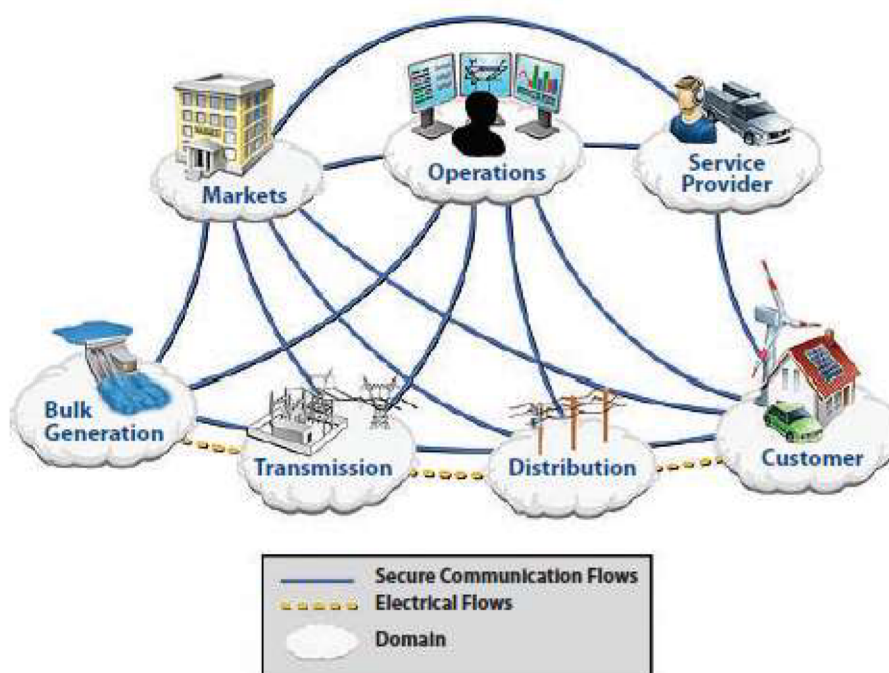 Markets
Operations
Service
Provider
Bulk
Generation
Transmission
Distribution
Customer
Secure Communication Flows
Electrical Flows
Domain